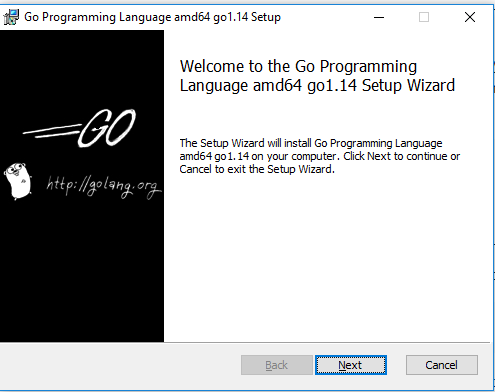 Go Programming Language amd64 go1.14 Setup
Welcome to the Go Programming
Language amd64 go1.14 Setup Wizard
GO
http://golang.org
The Setup Wizard will install Go Programming Language
amd64 go1.14 on your computer. Click Next to continue or
Cancel to exit the Setup Wizard.
Back
Next
Cancel